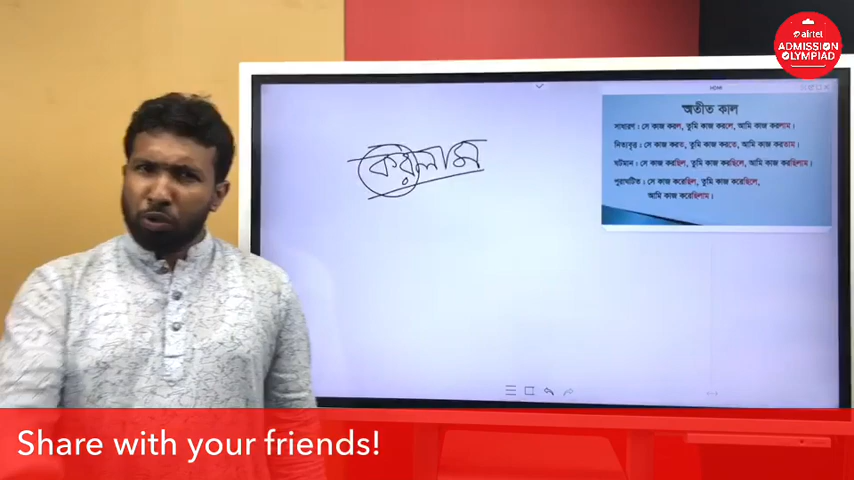 airtel
ADMISSION
OLYMPIAD
অতীত কাল
সাধারণ : সে কাজ করল, তুমি কাজ করলে, আমি কাজ করলাম।
নিত্যবৃত্ত : সে কাজ করত, তুমি কাজ করতে, আমি কাজ করতাম।
ঘটমান : সে কাজ করছিল, তুমি কাজ করছিলে, আমি কাজ করছিলাম।
পুরাঘটিত : সে কাজ করেছিল, তুমি কাজ করেছিলে,
আমি কাজ করেছিলাম।
করলাম
Share with your friends!